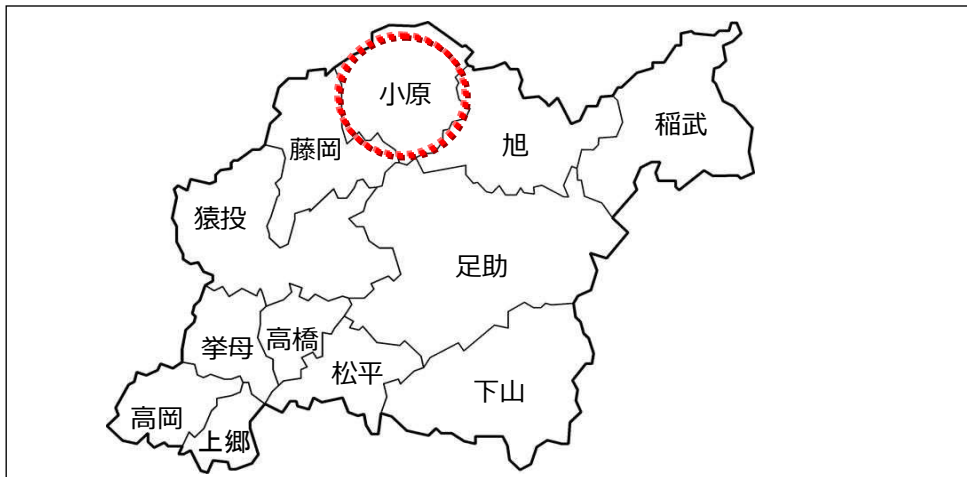 小原
稲武
旭
藤岡
猿投
足助
高橋
挙母
松平
下山
高岡
上郷